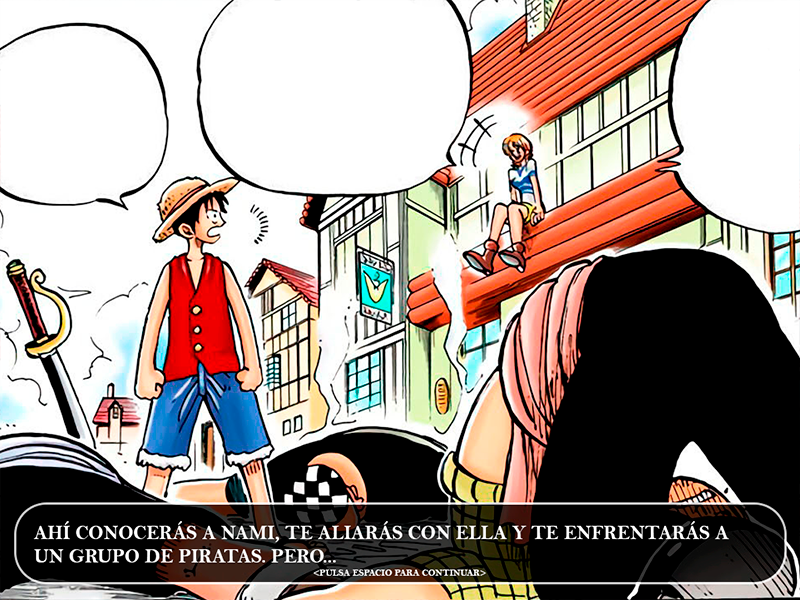 AHÍ CONOCERÁS A NAMI, TE ALIARÁS CON ELLA Y TE ENFRENTARÁS A
UN GRUPO DE PIRATAS. PERO...
<PULSA ESPACIO PARA CONTINUAR>